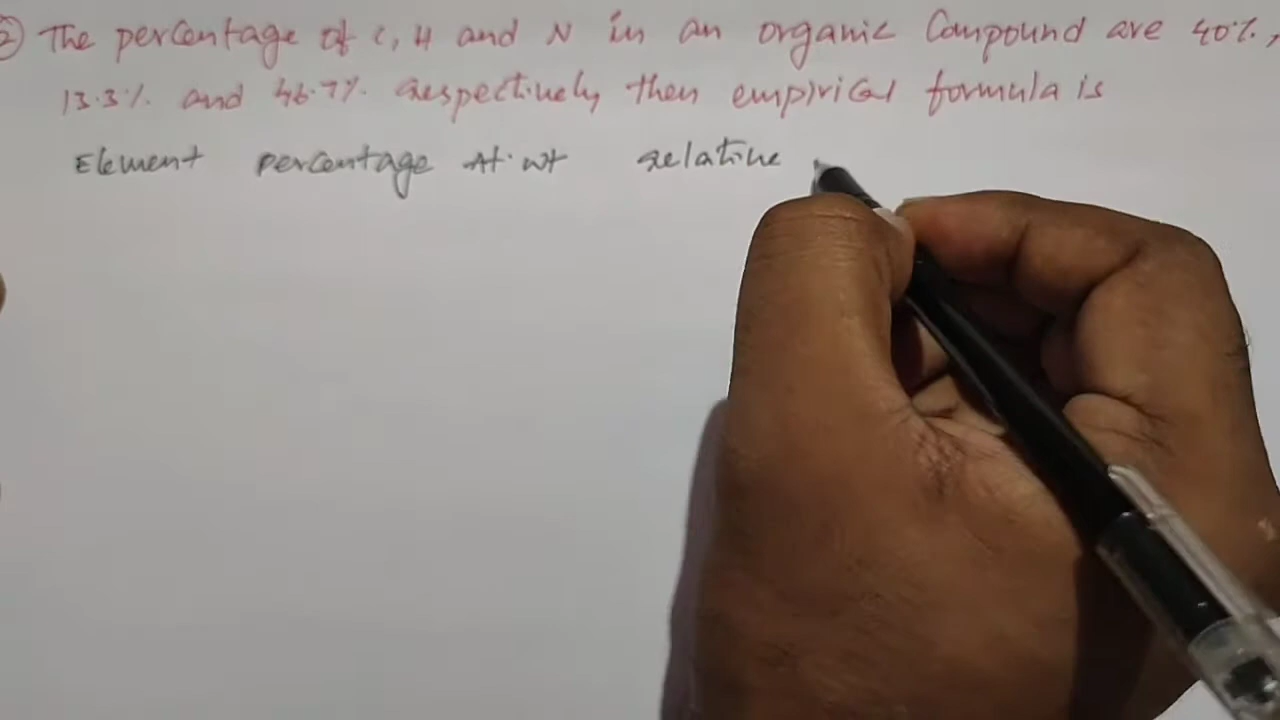 2) The percentage of C, H and N in an organic Compound are 40%,
13.3%. and 46.7%. respectively then empirical formula is
Element percentage At. wt relative